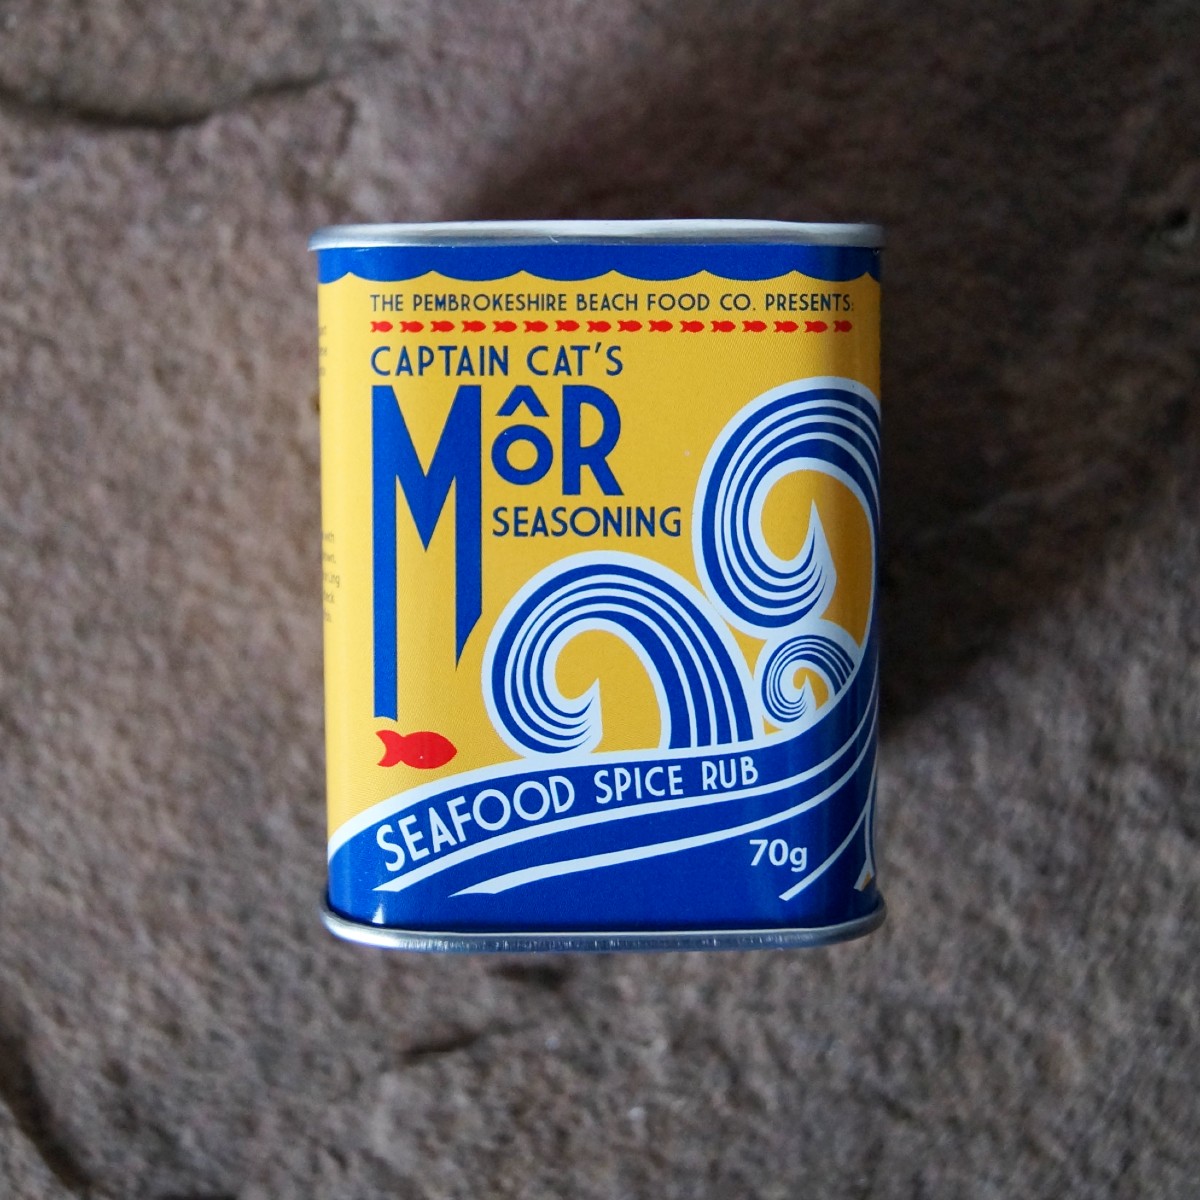 THE PEMBROKESHIRE BEACH FOOD CO. PRESENTS:
CAPTAIN CAT'S
MôR
SEASONING
SEAFOOD SPICE RUB
70g